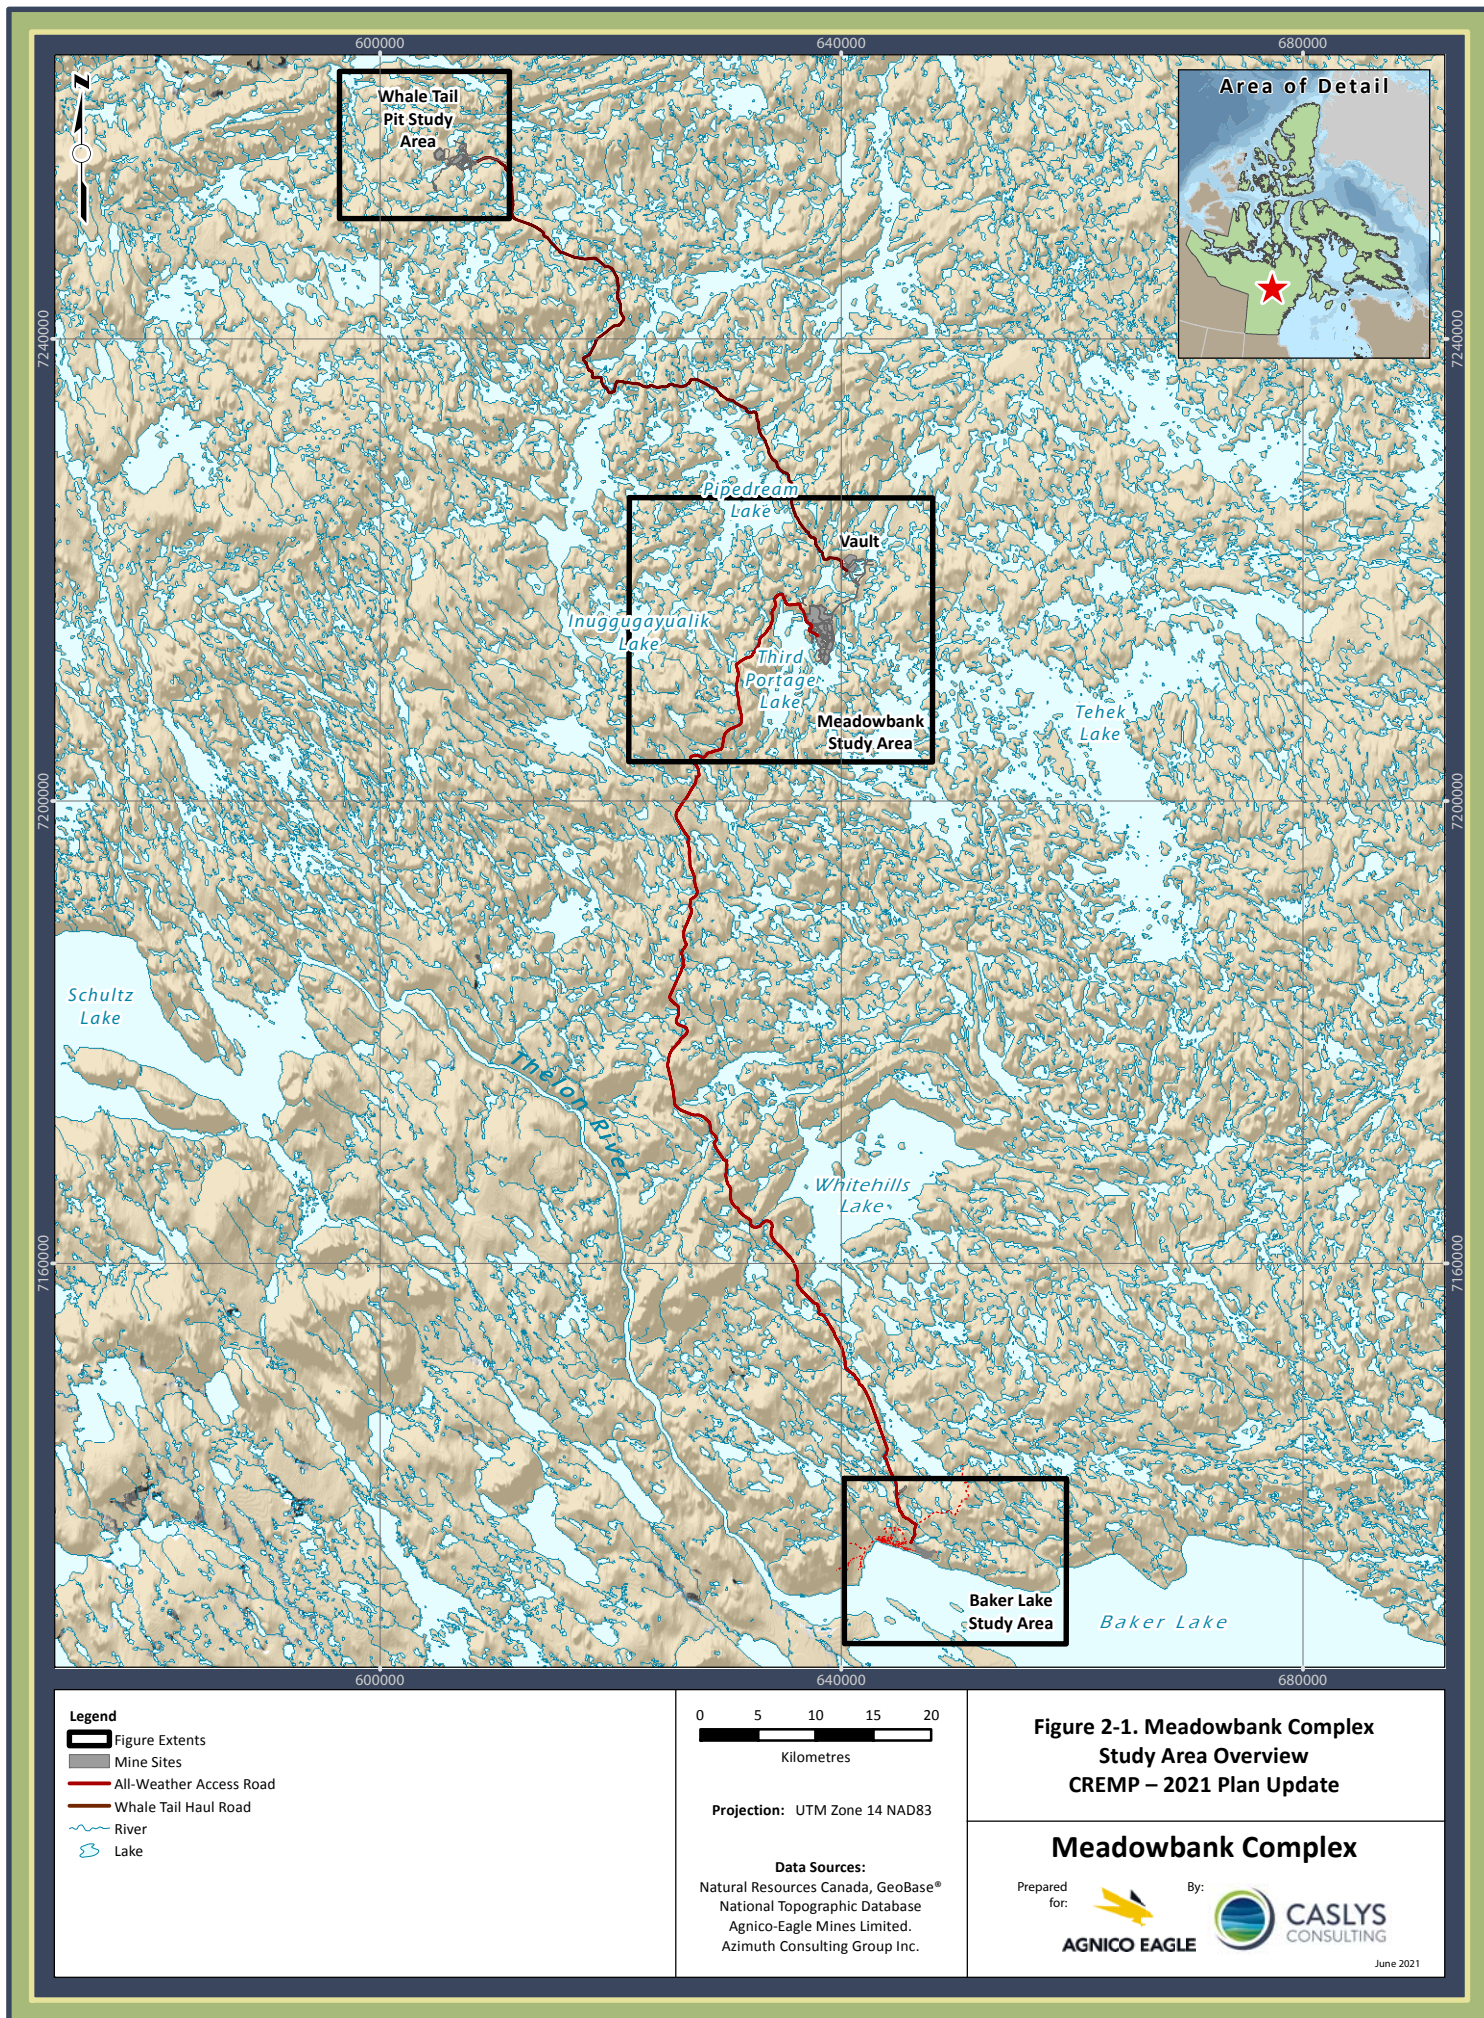 600000
640000
680000
N
Whale Tail
Pit Study
Area
Area of Detail
7240000
7240000
Pipedream
Lake
Vault
Inuggugayualik
Lake
Third
Portage
Lake
Meadowbank
Study Area
Tehek
Lake
7200000
7200000
Schultz
Lake
Thelon River
Whitehills
Lake
7160000
7160000
Baker Lake
Study Area
Baker Lake
600000
640000
680000
Legend
Figure Extents
Mine Sites
All-Weather Access Road
Whale Tail Haul Road
River
Lake
0 5 10 15 20
Kilometres
Projection: UTM Zone 14 NAD83
Data Sources:
Natural Resources Canada, GeoBase®
National Topographic Database
Agnico-Eagle Mines Limited.
Azimuth Consulting Group Inc.
Figure 2-1. Meadowbank Complex
Study Area Overview
CREMP – 2021 Plan Update
Meadowbank Complex
Prepared
for:
AGNICO EAGLE
By:
CASLYS
CONSULTING
June 2021